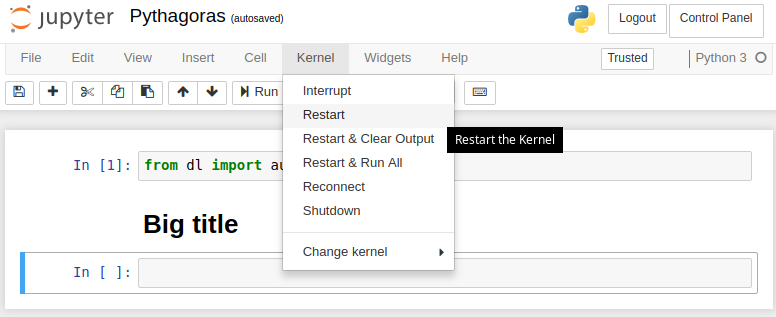 jupyter Pythagoras (autosaved) Logout Control Panel
File Edit View Insert Cell Kernel Widgets Help Trusted Python 3
Run
Interrupt
Restart
Restart & Clear Output Restart the Kernel
Restart & Run All
Reconnect
Shutdown
Change kernel
In [1]: from dl import
Big title
In [ ]: